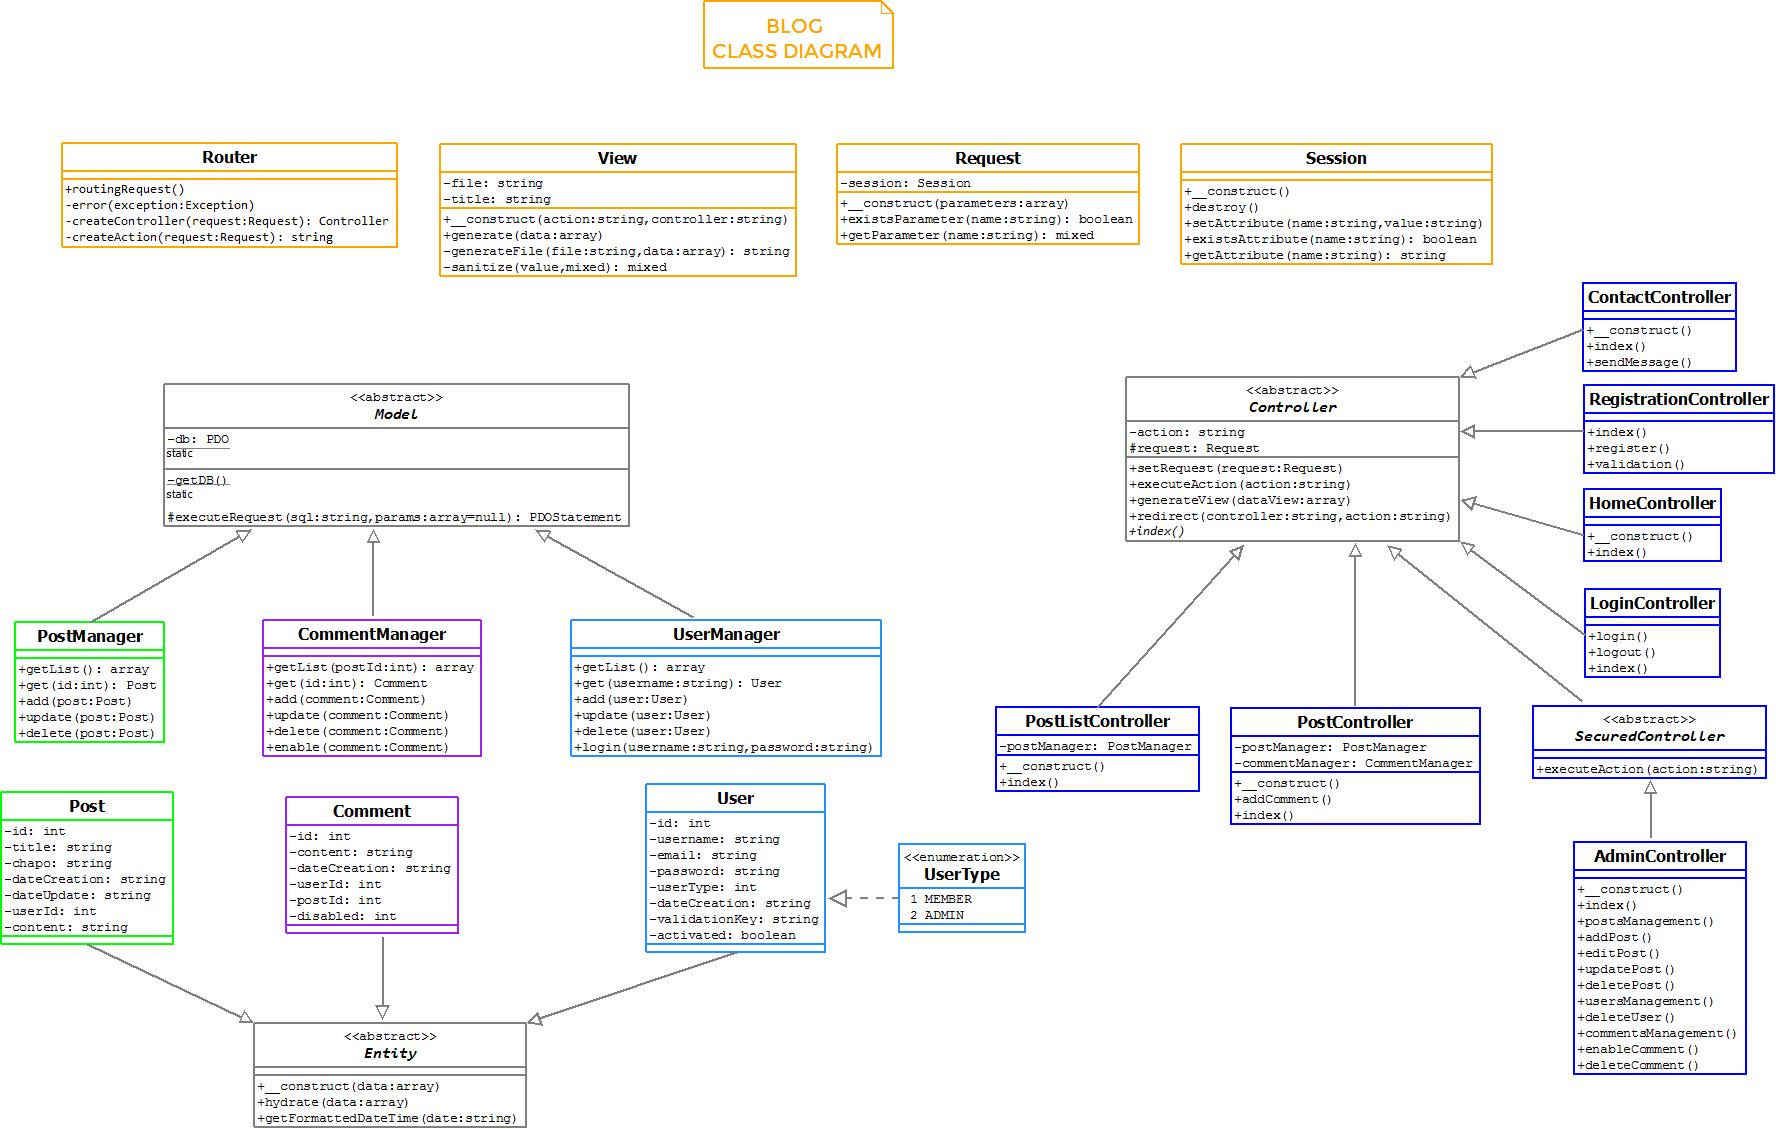 BLOG
CLASS DIAGRAM
Router
+routingRequest()
-error(exception:Exception)
-createController(request:Request): Controller
-createAction(request:Request): string
View
-file: string
-title: string
+__construct(action:string,controller:string)
+generate(data:array)
-generateFile(file:string,data:array): string
-sanitize(value,mixed): mixed
Request
-session: Session
+__construct(parameters:array)
+existsParameter(name:string): boolean
+getParameter(name:string): mixed
Session
+__construct()
+destroy()
+setAttribute(name:string,value:string)
+existsAttribute(name:string): boolean
+getAttribute(name:string): string
<<abstract>>
Model
-db: PDO
static
-getDB()
static
#executeRequest(sql:string,params:array=null): PDOStatement
<<abstract>>
Controller
-action: string
#request: Request
+setRequest(request:Request)
+executeAction(action:string)
+generateView(dataView:array)
+redirect(controller:string,action:string)
+index()
ContactController
+__construct()
+index()
+sendMessage()
RegistrationController
+index()
+register()
+validation()
HomeController
+__construct()
+index()
LoginController
+login()
+logout()
+index()
PostManager
+getList(): array
+get(id:int): Post
+add(post:Post)
+update(post:Post)
+delete(post:Post)
CommentManager
+getList(postId:int): array
+get(id:int): Comment
+add(comment:Comment)
+update(comment:Comment)
+delete(comment:Comment)
+enable(comment:Comment)
UserManager
+getList(): array
+get(username:string): User
+add(user:User)
+update(user:User)
+delete(user:User)
+login(username:string,password:string)
PostListController
-postManager: PostManager
+__construct()
+index()
PostController
-postManager: PostManager
-commentManager: CommentManager
+__construct()
+addComment()
+index()
<<abstract>>
SecuredController
+executeAction(action:string)
Post
-id: int
-title: string
-chapo: string
-dateCreation: string
-dateUpdate: string
-userId: int
-content: string
Comment
-id: int
-content: string
-dateCreation: string
-userId: int
-postId: int
-disabled: int
User
-id: int
-username: string
-email: string
-password: string
-userType: int
-dateCreation: string
-validationKey: string
-activated: boolean
<<enumeration>>
UserType
1 MEMBER
2 ADMIN
AdminController
+__construct()
+index()
+postsManagement()
+addPost()
+editPost()
+updatePost()
+deletePost()
+usersManagement()
+deleteUser()
+commentsManagement()
+enableComment()
+deleteComment()
<<abstract>>
Entity
+__construct(data:array)
+hydrate(data:array)
+getFormattedDateTime(date:string)